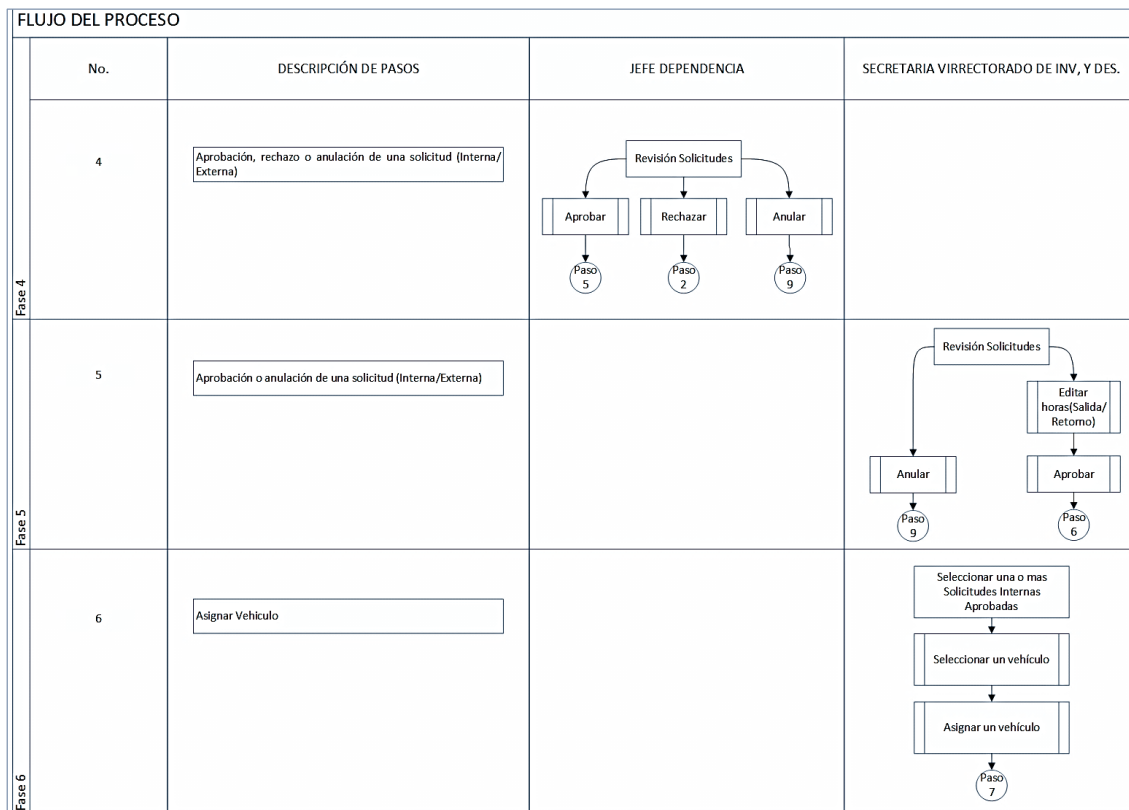 FLUJO DEL PROCESO
No.
DESCRIPCIÓN DE PASOS
JEFE DEPENDENCIA
SECRETARIA VIRRECTORADO DE INV, Y DES.
Fase 4
4
Aprobación, rechazo o anulación de una solicitud (Interna/
Externa)
Revisión Solicitudes
Aprobar
Rechazar
Anular
Paso
5
Paso
2
Paso
9
Fase 5
5
Aprobación o anulación de una solicitud (Interna/Externa)
Revisión Solicitudes
Editar
horas(Salida/
Retorno)
Anular
Aprobar
Paso
9
Paso
6
Fase 6
6
Asignar Vehiculo
Seleccionar una o mas
Solicitudes Internas
Aprobadas
Seleccionar un vehículo
Asignar un vehículo
Paso
7